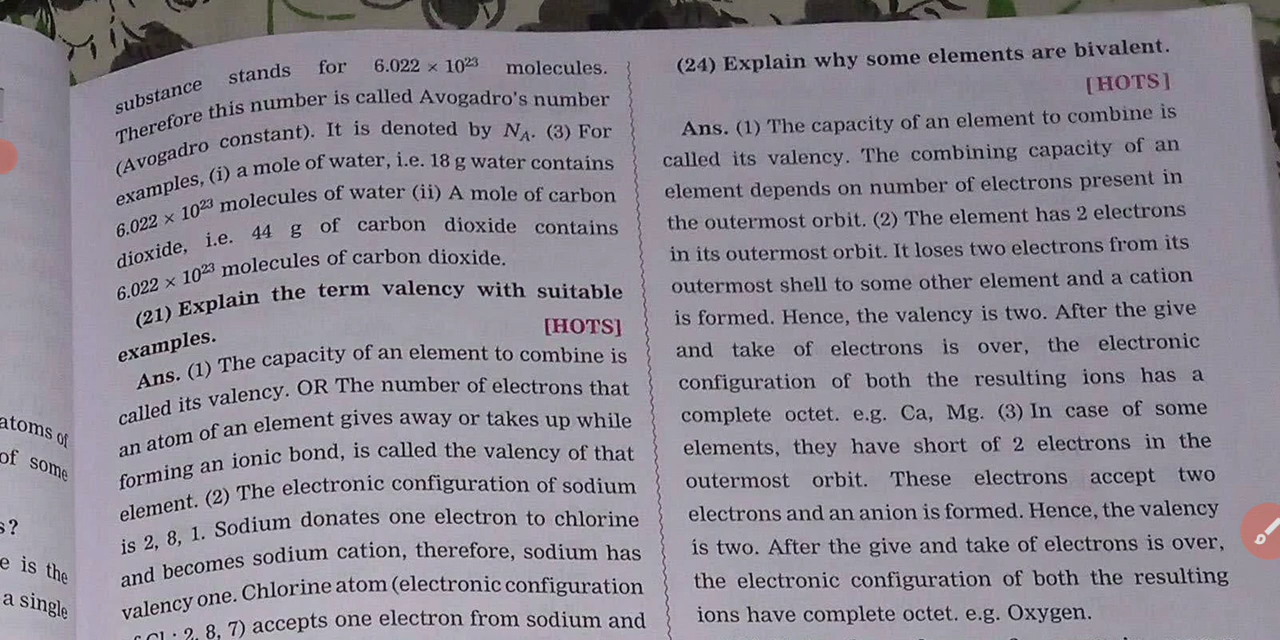 atoms of
of some
s?
e is the
a single
substance stands for 6.022 × 10²³ molecules.
Therefore this number is called Avogadro's number
(Avogadro constant). It is denoted by N_A. (3) For
examples, (i) a mole of water, i.e. 18 g water contains
6.022 × 10²³ molecules of water (ii) A mole of carbon
dioxide, i.e. 44 g of carbon dioxide contains
6.022 × 10²³ molecules of carbon dioxide.
(21) Explain the term valency with suitable
examples. [HOTS]
Ans. (1) The capacity of an element to combine is
called its valency. OR The number of electrons that
an atom of an element gives away or takes up while
forming an ionic bond, is called the valency of that
element. (2) The electronic configuration of sodium
is 2, 8, 1. Sodium donates one electron to chlorine
and becomes sodium cation, therefore, sodium has
valency one. Chlorine atom (electronic configuration
of Cl : 2, 8, 7) accepts one electron from sodium and
(24) Explain why some elements are bivalent.
[HOTS]
Ans. (1) The capacity of an element to combine is
called its valency. The combining capacity of an
element depends on number of electrons present in
the outermost orbit. (2) The element has 2 electrons
in its outermost orbit. It loses two electrons from its
outermost shell to some other element and a cation
is formed. Hence, the valency is two. After the give
and take of electrons is over, the electronic
configuration of both the resulting ions has a
complete octet. e.g. Ca, Mg. (3) In case of some
elements, they have short of 2 electrons in the
outermost orbit. These electrons accept two
electrons and an anion is formed. Hence, the valency
is two. After the give and take of electrons is over,
the electronic configuration of both the resulting
ions have complete octet. e.g. Oxygen.